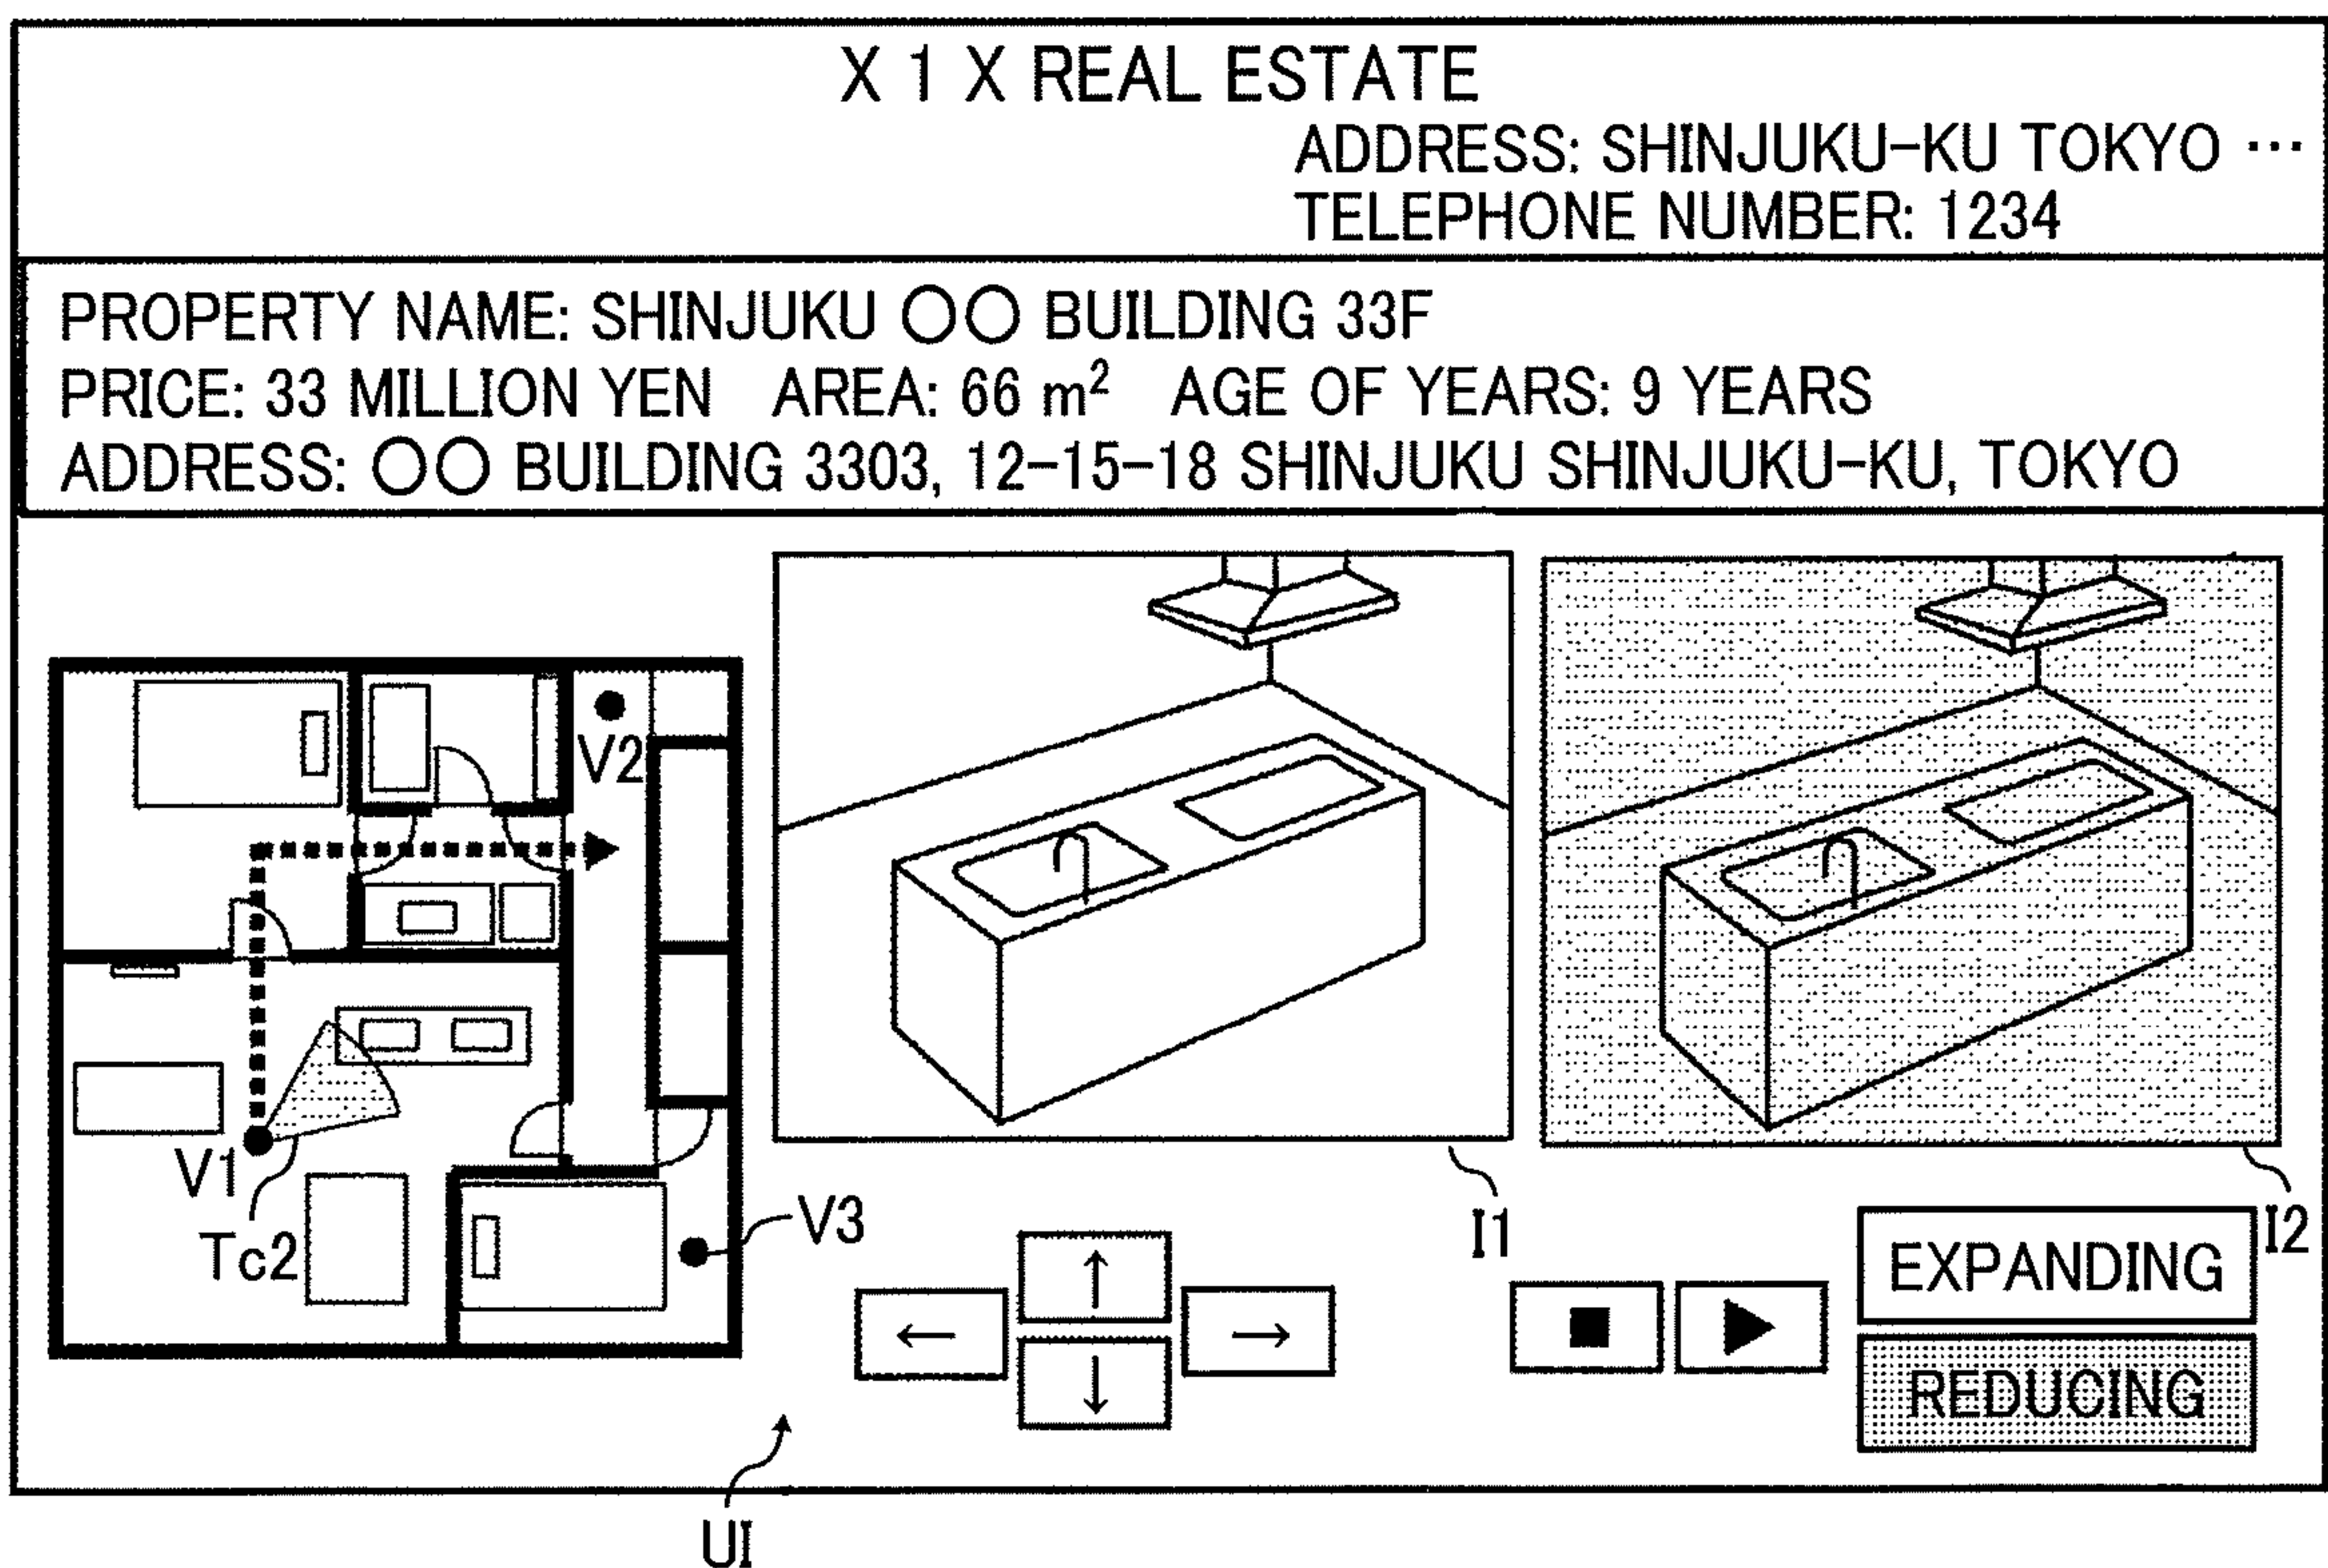 X 1 X REAL ESTATE
ADDRESS: SHINJUKU-KU TOKYO ···
TELEPHONE NUMBER: 1234
PROPERTY NAME: SHINJUKU ○○ BUILDING 33F
PRICE: 33 MILLION YEN AREA: 66 m² AGE OF YEARS: 9 YEARS
ADDRESS: ○○ BUILDING 3303, 12-15-18 SHINJUKU SHINJUKU-KU, TOKYO
V2
V1
Tc2
V3
I1
I2
←
↑
↓
→
■
▶
EXPANDING
REDUCING
UI